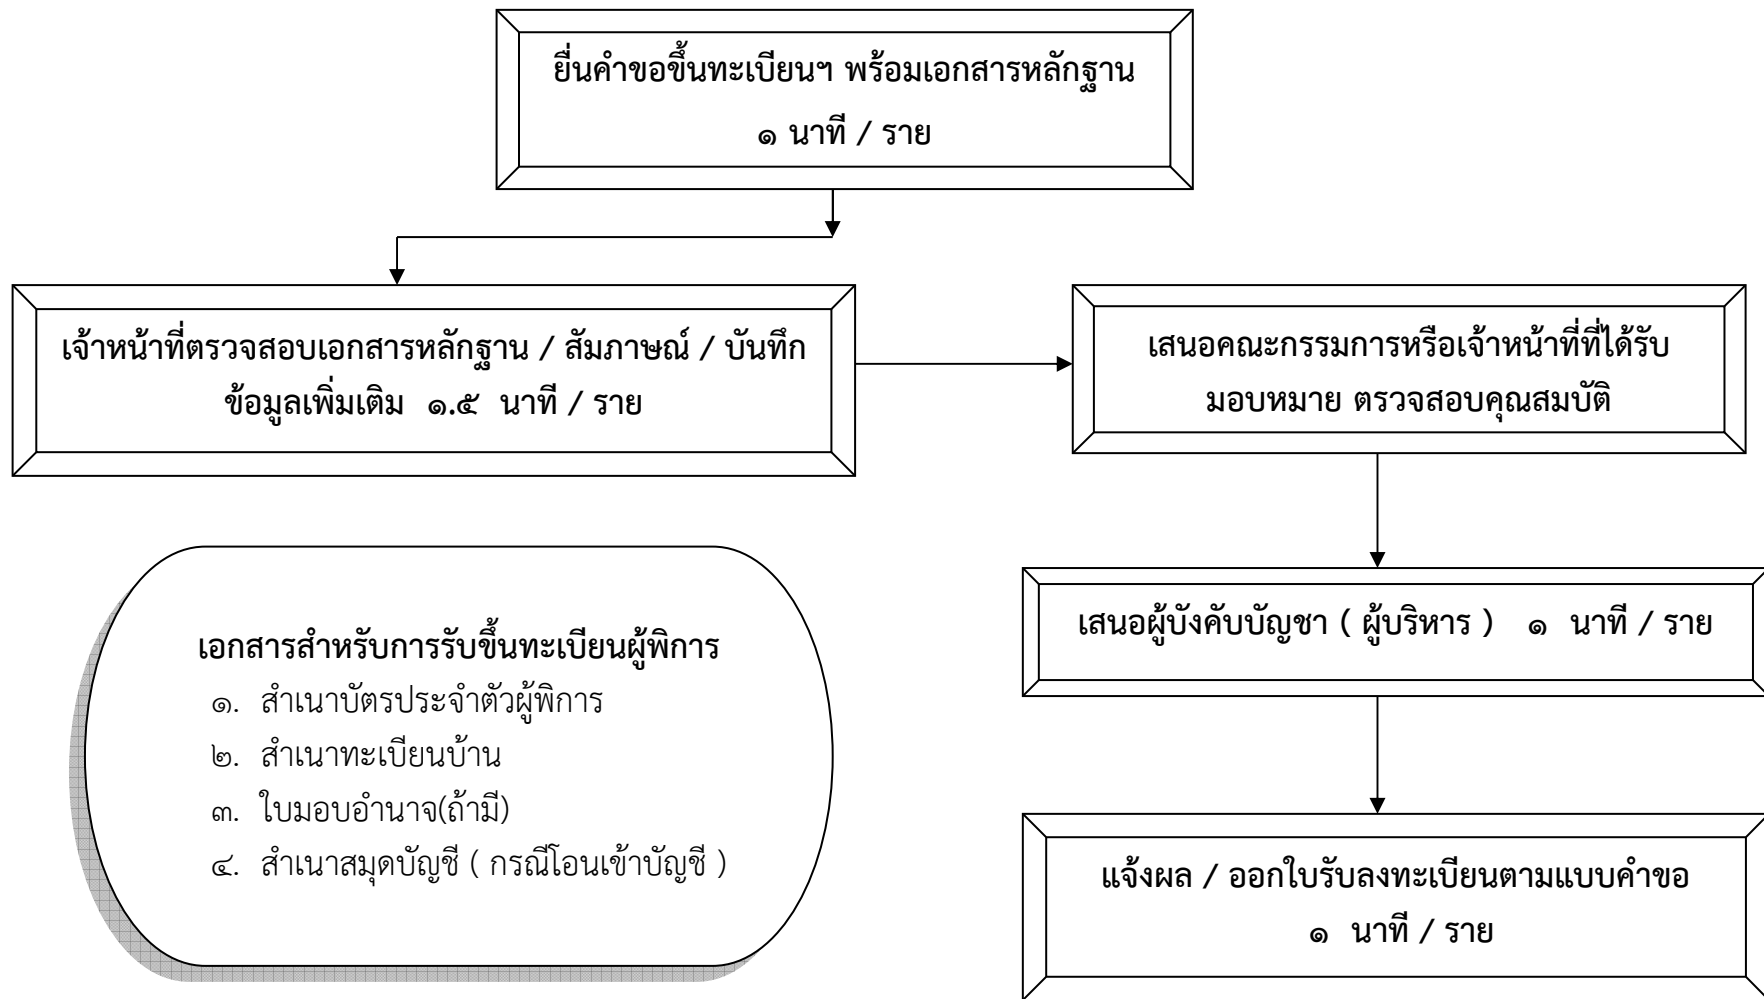 ยื่นคำขอขึ้นทะเบียนฯ พร้อมเอกสารหลักฐาน
๑ นาที / ราย
เจ้าหน้าที่ตรวจสอบเอกสารหลักฐาน / สัมภาษณ์ / บันทึก
ข้อมูลเพิ่มเติม ๑.๕ นาที / ราย
เสนอคณะกรรมการหรือเจ้าหน้าที่ที่ได้รับ
มอบหมาย ตรวจสอบคุณสมบัติ
เสนอผู้บังคับบัญชา ( ผู้บริหาร ) ๑ นาที / ราย
แจ้งผล / ออกใบรับลงทะเบียนตามแบบคำขอ
๑ นาที / ราย
เอกสารสำหรับการรับขึ้นทะเบียนผู้พิการ
๑. สำเนาบัตรประจำตัวผู้พิการ
๒. สำเนาทะเบียนบ้าน
๓. ใบมอบอำนาจ(ถ้ามี)
๔. สำเนาสมุดบัญชี ( กรณีโอนเข้าบัญชี )